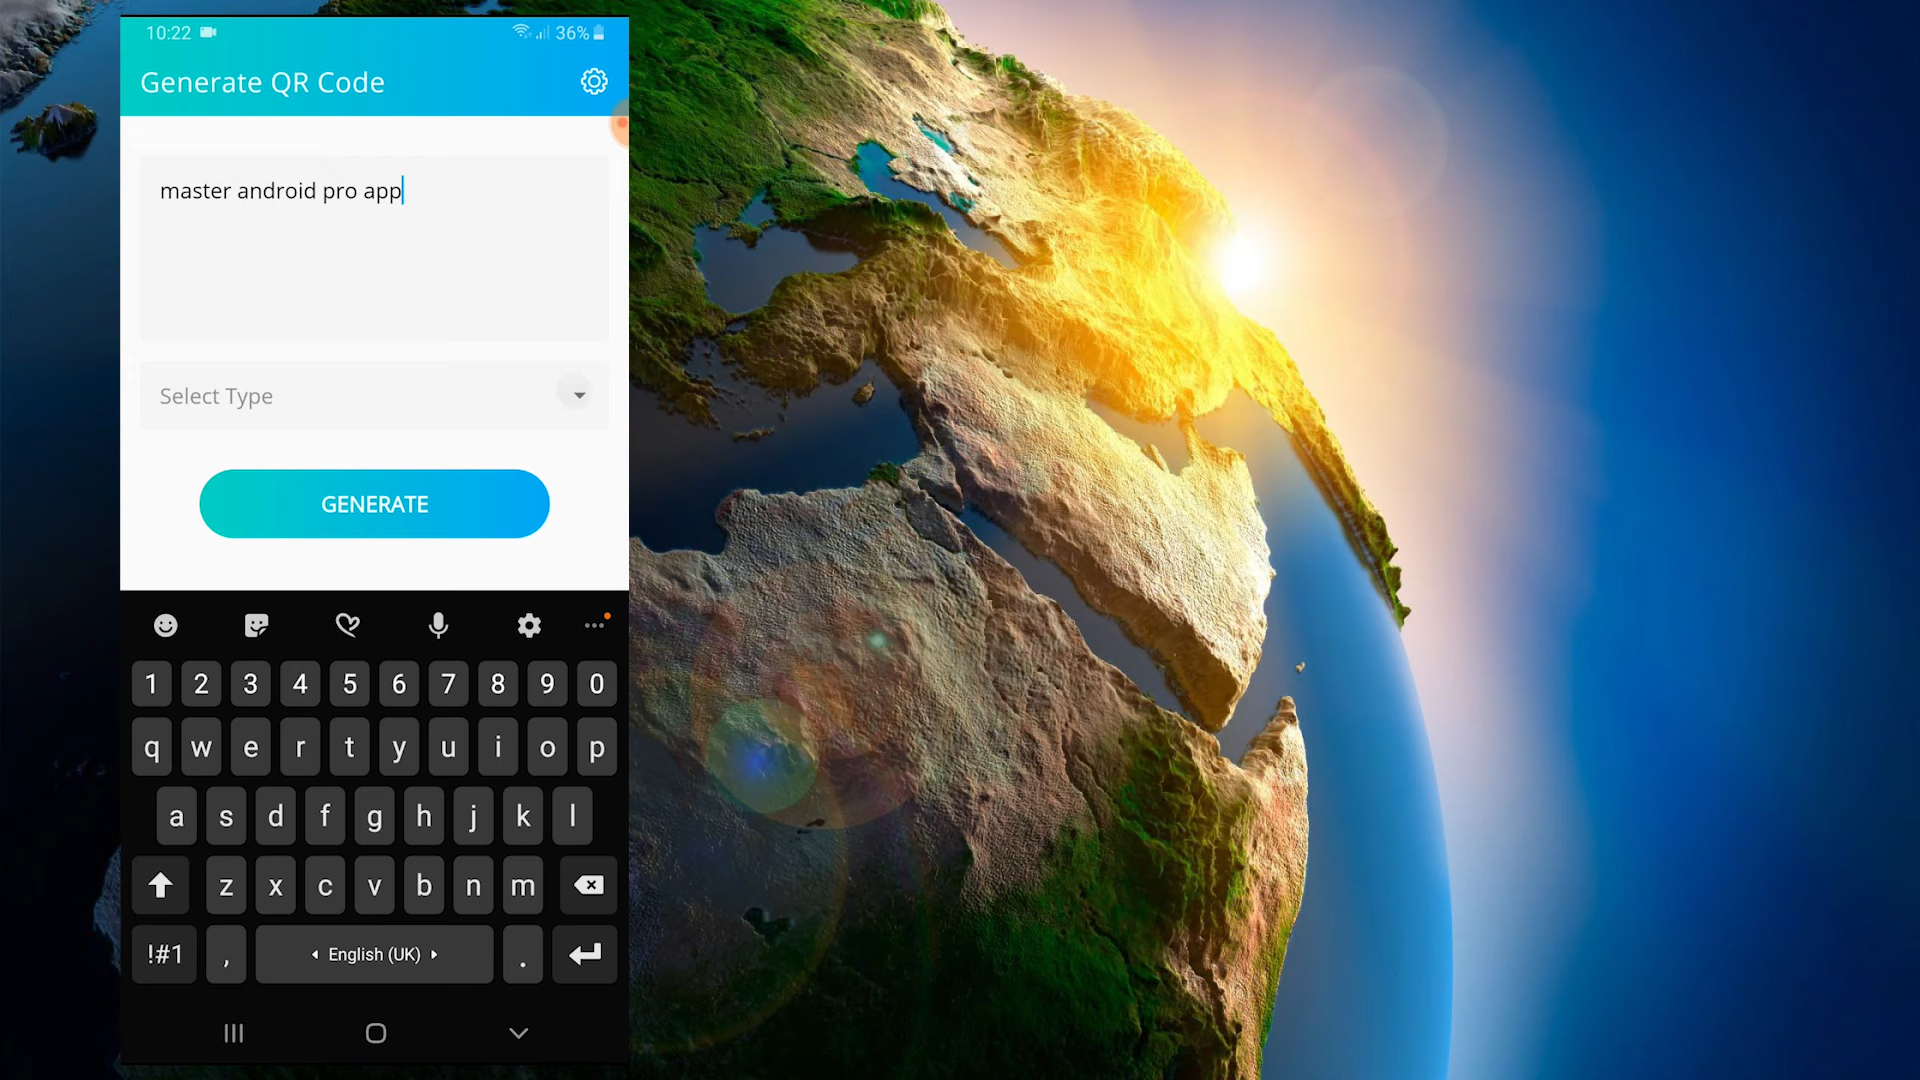 10:22 36%
Generate QR Code
master android pro app
Select Type
GENERATE
1 2 3 4 5 6 7 8 9 0
q w e r t y u i o p
a s d f g h j k l
z x c v b n m
!#1 , English (UK) .